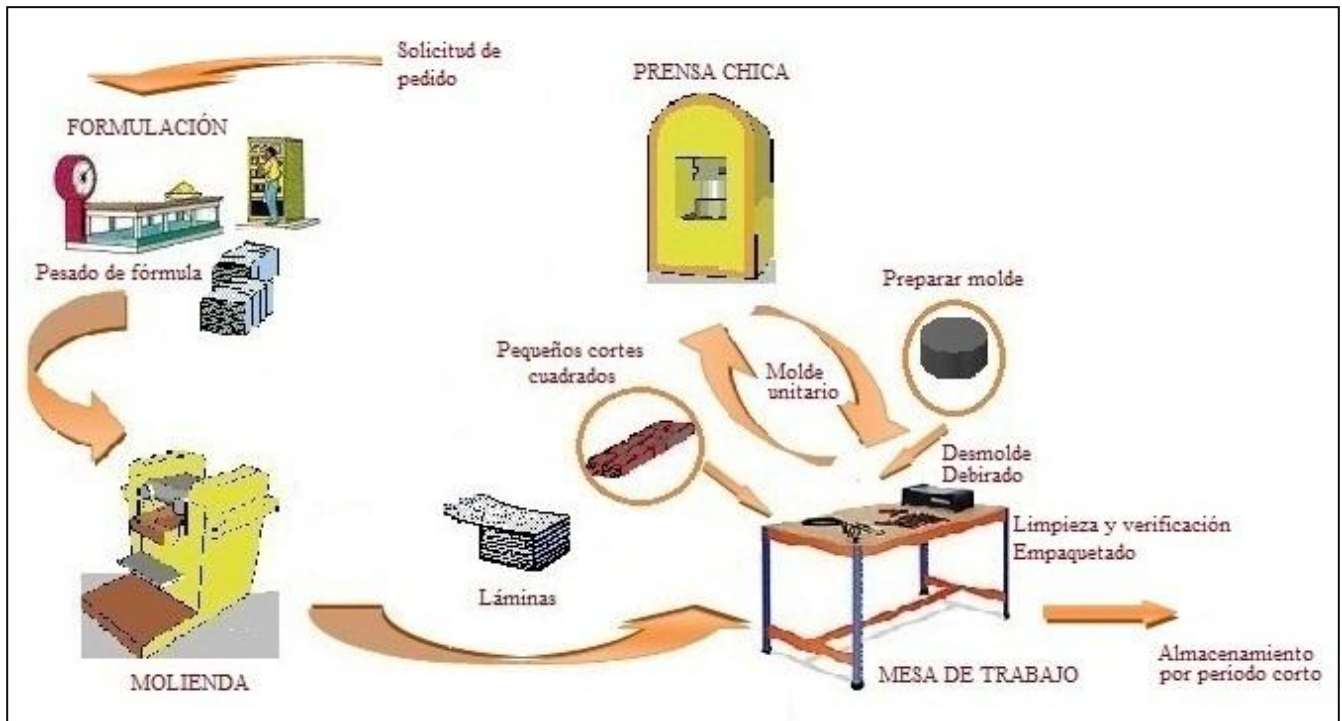 Solicitud de
pedido
FORMULACIÓN
Pesado de fórmula
MOLIENDA
Láminas
Pequeños cortes
cuadrados
PRENSA CHICA
Molde
unitario
Preparar molde
Desmolde
Debirado
Limpieza y verificación
Empaquetado
MESA DE TRABAJO
Almacenamiento
por periodo corto